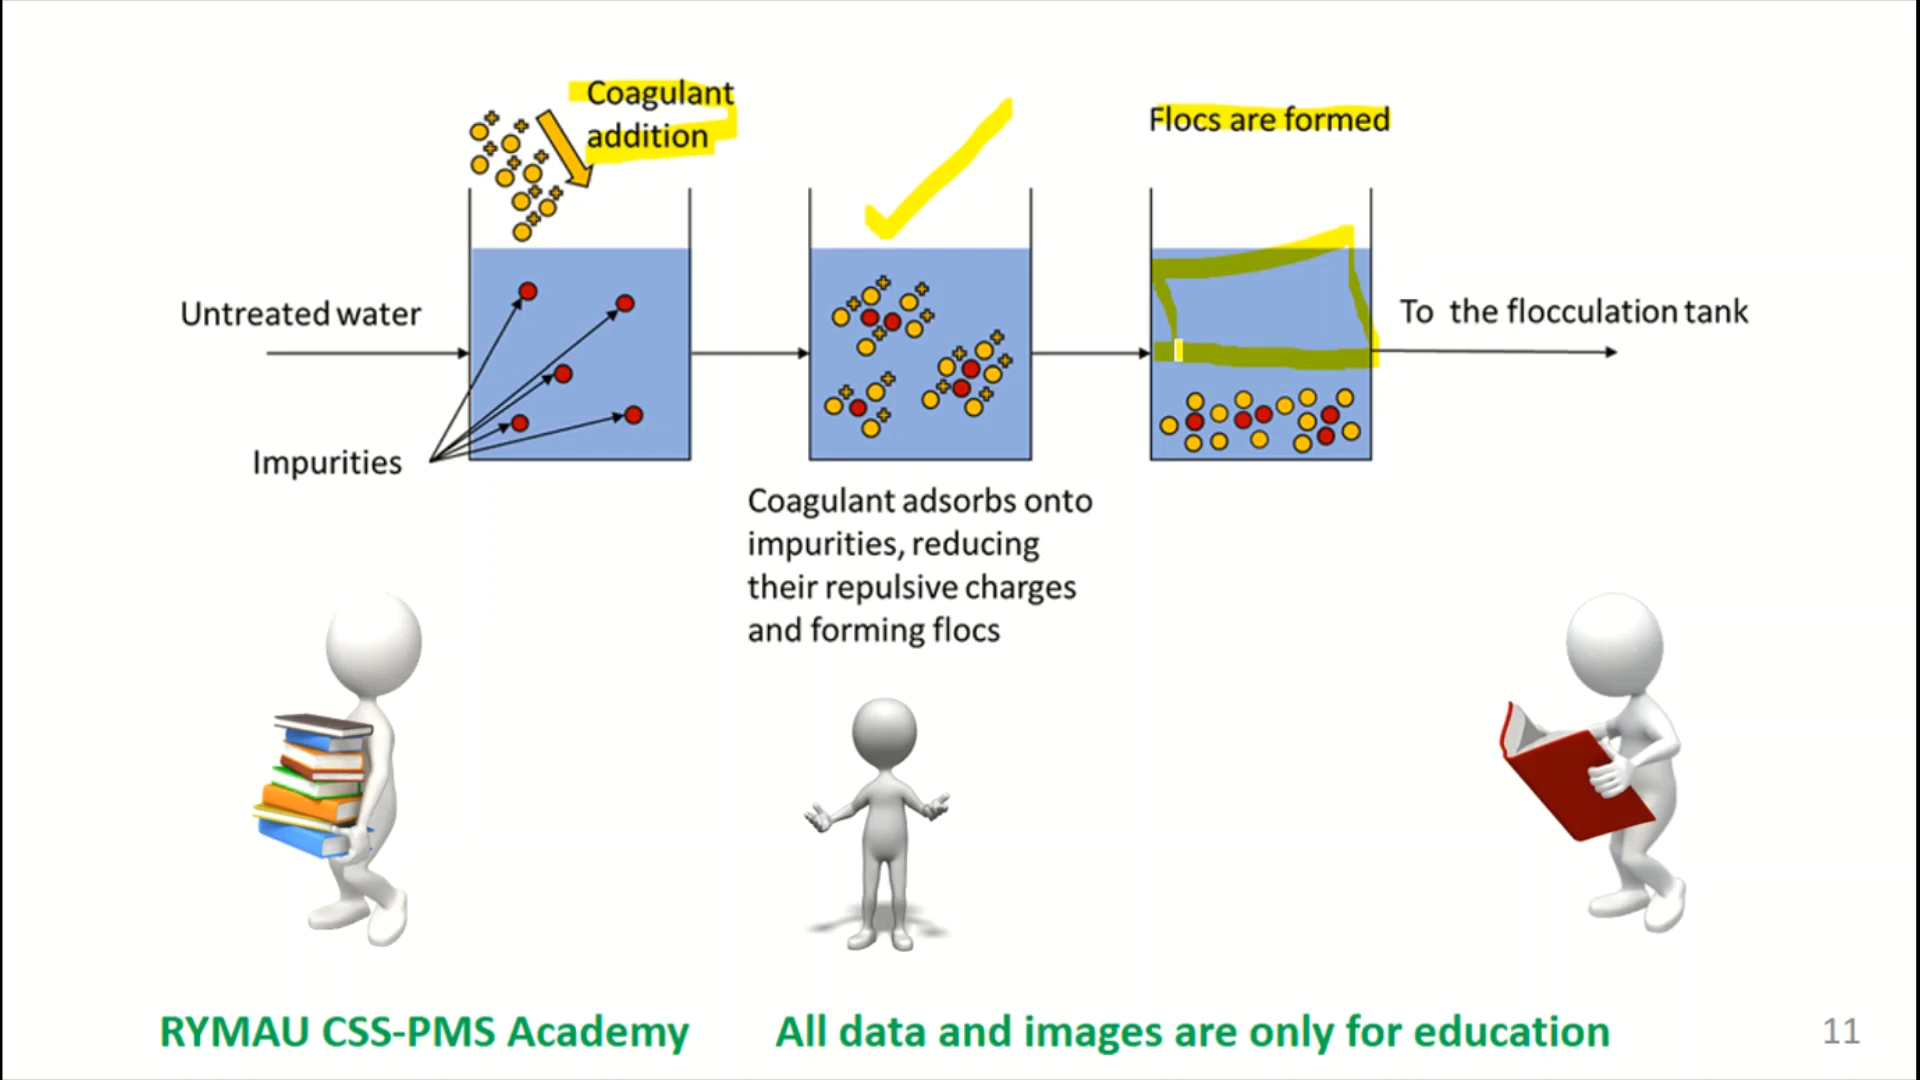 Coagulant
addition
Flocs are formed
Untreated water
To the flocculation tank
Impurities
Coagulant adsorbs onto
impurities, reducing
their repulsive charges
and forming flocs
RYMAU CSS-PMS Academy
All data and images are only for education
11